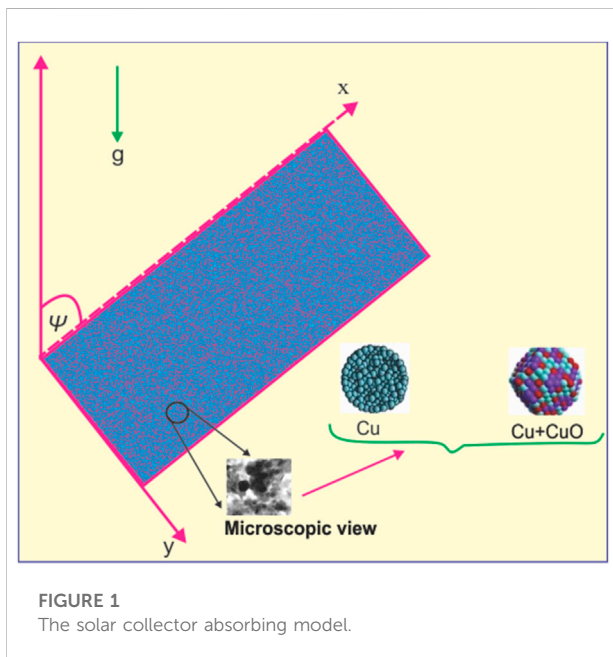 x
g
ψ
Cu
Cu+CuO
Microscopic view
y
FIGURE 1
The solar collector absorbing model.